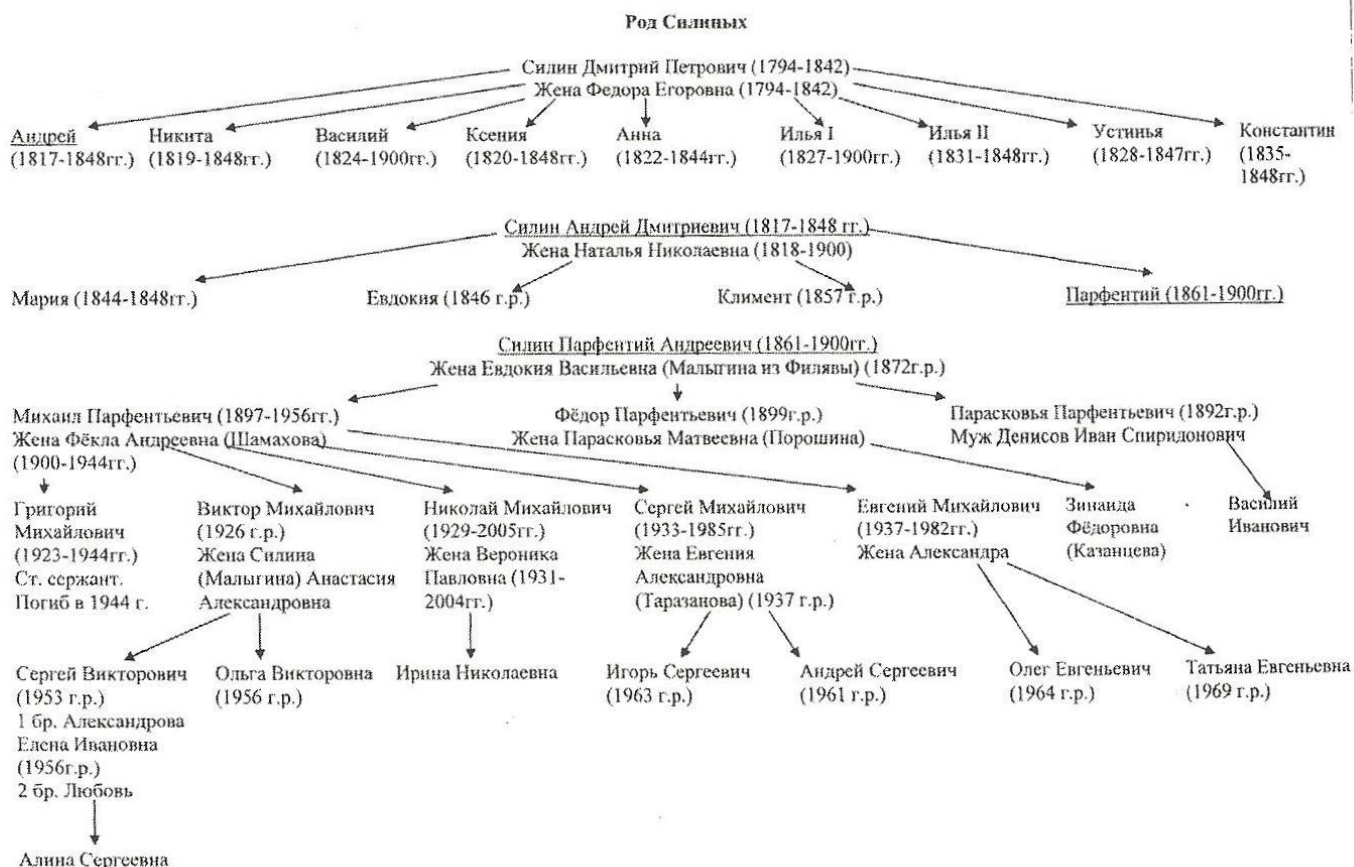 Род Силиных
Силин Дмитрий Петрович (1794-1842)
Жена Федора Егоровна (1794-1842)
Андрей
(1817-1848гг.)
Никита
(1819-1848гг.)
Василий
(1824-1900гг.)
Ксения
(1820-1848гг.)
Анна
(1822-1844гг.)
Илья I
(1827-1900гг.)
Илья II
(1831-1848гг.)
Устинья
(1828-1847гг.)
Константин
(1835-
1848гг.)
Силин Андрей Дмитриевич (1817-1848 гг.)
Жена Наталья Николаевна (1818-1900)
Мария (1844-1848гг.)
Евдокия (1846 г.р.)
Климент (1857 г.р.)
Парфентий (1861-1900гг.)
Силин Парфентий Андреевич (1861-1900гг.)
Жена Евдокия Васильевна (Малыгина из Филявы) (1872г.р.)
Михаил Парфентьевич (1897-1956гг.)
Жена Фёкла Андреевна (Шамахова)
(1900-1944гг.)
Фёдор Парфентьевич (1899г.р.)
Жена Парасковья Матвеевна (Порошина)
Парасковья Парфентьевич (1892г.р.)
Муж Денисов Иван Спиридонович
Григорий
Михайлович
(1923-1944гг.)
Ст. сержант.
Погиб в 1944 г.
Виктор Михайлович
(1926 г.р.)
Жена Силина
(Малыгина) Анастасия
Александровна
Николай Михайлович
(1929-2005гг.)
Жена Вероника
Павловна (1931-
2004гг.)
Сергей Михайлович
(1933-1985гг.)
Жена Евгения
Александровна
(Таразанова) (1937 г.р.)
Евгений Михайлович
(1937-1982гг.)
Жена Александра
Зинаида
Фёдоровна
(Казанцева)
Василий
Иванович
Сергей Викторович
(1953 г.р.)
1 бр. Александрова
Елена Ивановна
(1956г.р.)
2 бр. Любовь
Ольга Викторовна
(1956 г.р.)
Ирина Николаевна
Игорь Сергеевич
(1963 г.р.)
Андрей Сергеевич
(1961 г.р.)
Олег Евгеньевич
(1964 г.р.)
Татьяна Евгеньевна
(1969 г.р.)
Алина Сергеевна